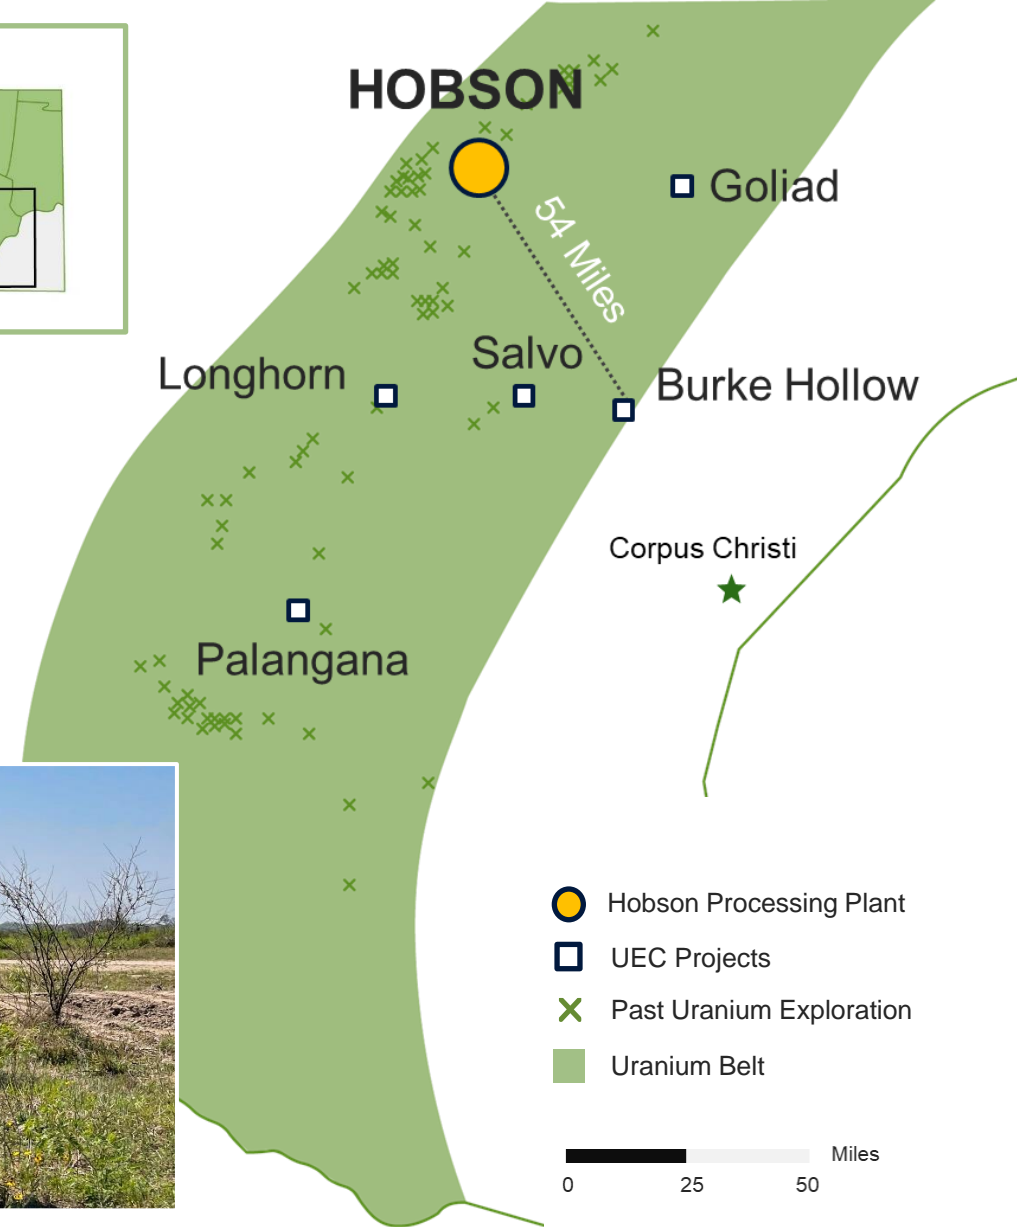 HOBSON
Goliad
54 Miles
Salvo
Longhorn
Burke Hollow
Corpus Christi
Palangana
Hobson Processing Plant
UEC Projects
Past Uranium Exploration
Uranium Belt
Miles
0 25 50